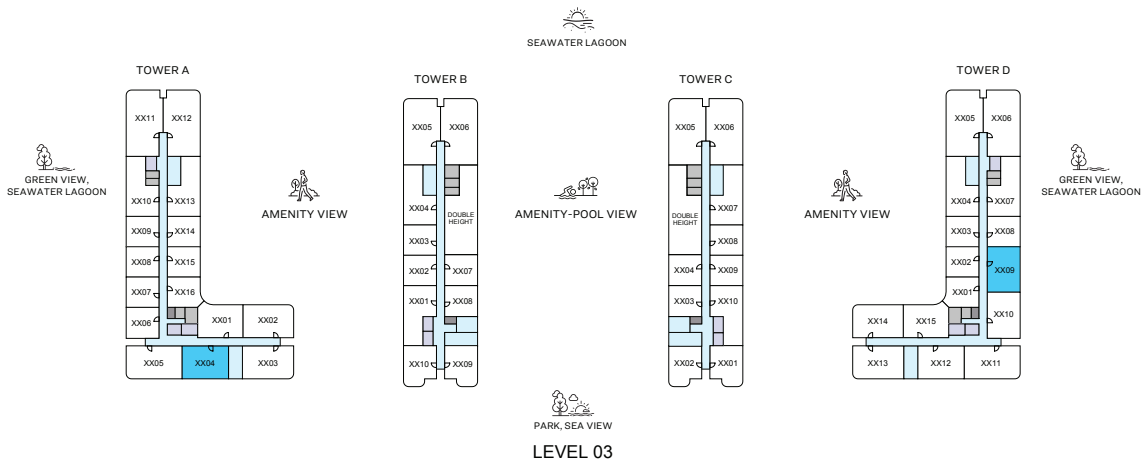 SEAWATER LAGOON
TOWER A
TOWER B
TOWER C
TOWER D
XX11 XX12
XX10 XX13
XX09 XX14
XX08 XX15
XX07 XX16
XX06 XX01 XX02
XX05 XX04 XX03
XX05 XX06
XX04 DOUBLE
HEIGHT
XX03
XX02 XX07
XX01 XX08
XX10 XX09
XX05 XX06
DOUBLE
HEIGHT
XX07
XX08
XX04 XX09
XX03 XX10
XX02 XX01
XX05 XX06
XX04 XX07
XX03 XX08
XX02 XX09
XX01
XX10
XX14 XX15
XX13 XX12 XX11
GREEN VIEW,
SEAWATER LAGOON
AMENITY VIEW
AMENITY-POOL VIEW
AMENITY VIEW
GREEN VIEW,
SEAWATER LAGOON
PARK, SEA VIEW
LEVEL 03